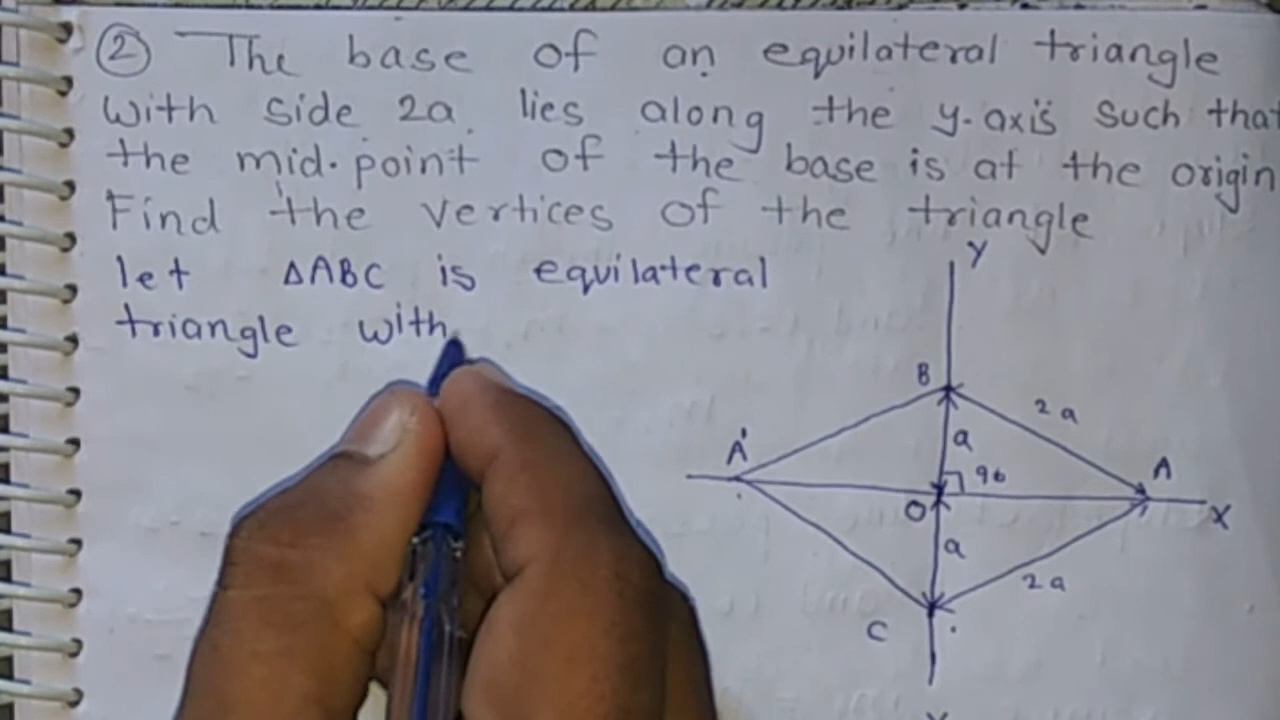 ② The base of an equilateral triangle
with side 2a lies along the y-axis such that
the mid-point of the base is at the origin
Find the vertices of the triangle
let ΔABC is equilateral
triangle with
Y
B
2a
a
A'
90
A
O
X
a
2a
C